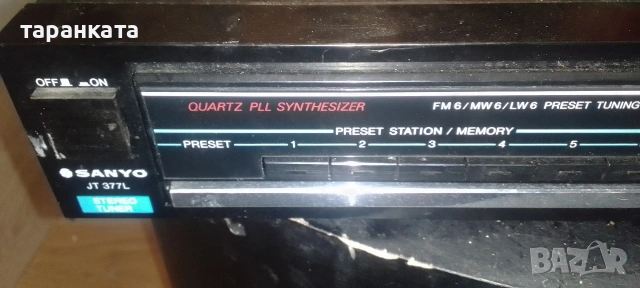 таранката
OFF ON
QUARTZ PLL SYNTHESIZER FM 6 / MW 6 / LW 6 PRESET TUNING
PRESET STATION / MEMORY
PRESET 1 2 3 4 5
SANYO
JT 377L
STEREO
TUNER
BAZAR